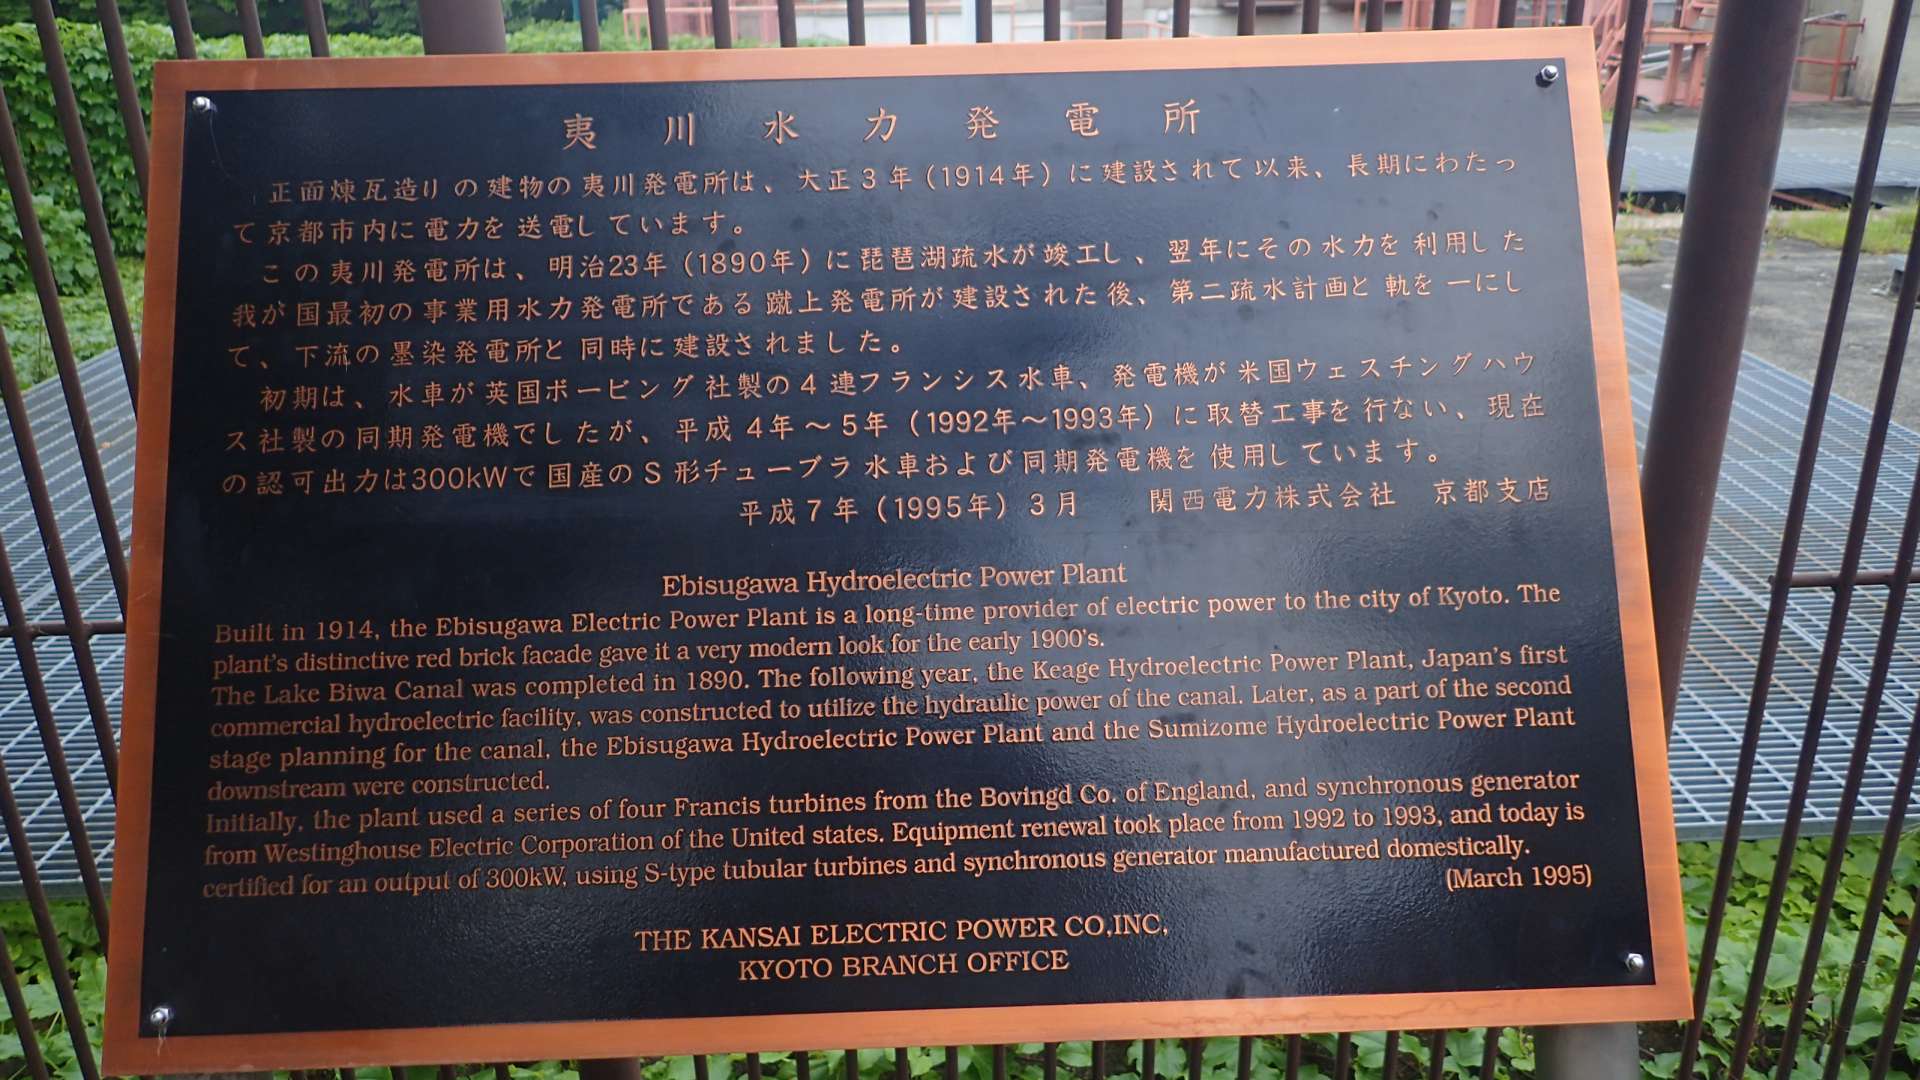 夷川水力発電所
正面煉瓦造りの建物の夷川発電所は、大正3年（1914年）に建設されて以来、長期にわたっ
て京都市内に電力を送電しています。
この夷川発電所は、明治23年（1890年）に琵琶湖疏水が竣工し、翌年にその水力を利用した
我が国最初の事業用水力発電所である蹴上発電所が建設された後、第二疏水計画と軌を一にし
て、下流の墨染発電所と同時に建設されました。
初期は、水車が英国ボービング社製の4連フランシス水車、発電機が米国ウェスチングハウ
ス社製の同期発電機でしたが、平成4年～5年（1992年～1993年）に取替工事を行ない、現在
の認可出力は300kWで国産のS形チューブラ水車および同期発電機を使用しています。
平成7年（1995年）3月　関西電力株式会社　京都支店
Ebisugawa Hydroelectric Power Plant
Built in 1914, the Ebisugawa Electric Power Plant is a long-time provider of electric power to the city of Kyoto. The
plant's distinctive red brick facade gave it a very modern look for the early 1900's.
The Lake Biwa Canal was completed in 1890. The following year, the Keage Hydroelectric Power Plant, Japan's first
commercial hydroelectric facility, was constructed to utilize the hydraulic power of the canal. Later, as a part of the second
stage planning for the canal, the Ebisugawa Hydroelectric Power Plant and the Sumizome Hydroelectric Power Plant
downstream were constructed.
Initially, the plant used a series of four Francis turbines from the Bovingd Co. of England, and synchronous generator
from Westinghouse Electric Corporation of the United states. Equipment renewal took place from 1992 to 1993, and today is
certified for an output of 300kW, using S-type tubular turbines and synchronous generator manufactured domestically.
(March 1995)
THE KANSAI ELECTRIC POWER CO,INC,
KYOTO BRANCH OFFICE